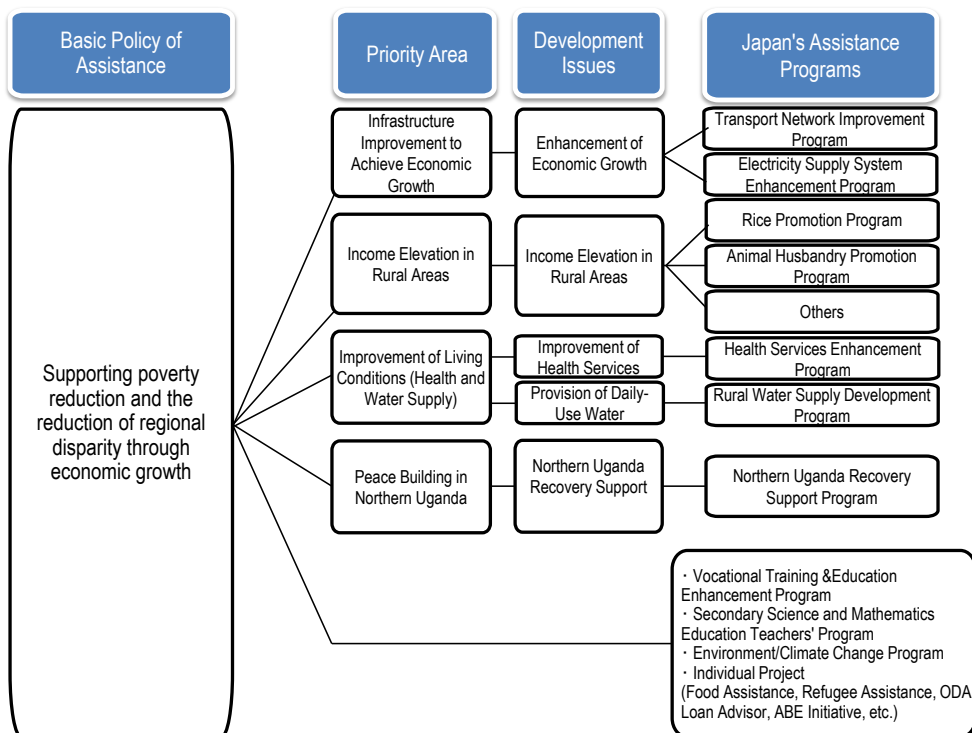 Basic Policy of
Assistance
Priority Area
Development
Issues
Japan's Assistance
Programs
Supporting poverty
reduction and the
reduction of regional
disparity through
economic growth
Infrastructure
Improvement to
Achieve Economic
Growth
Enhancement of
Economic Growth
Transport Network Improvement
Program
Electricity Supply System
Enhancement Program
Income Elevation in
Rural Areas
Income Elevation in
Rural Areas
Rice Promotion Program
Animal Husbandry Promotion
Program
Others
Improvement of Living
Conditions (Health and
Water Supply)
Improvement of
Health Services
Health Services Enhancement
Program
Provision of Daily-
Use Water
Rural Water Supply Development
Program
Peace Building in
Northern Uganda
Northern Uganda
Recovery Support
Northern Uganda Recovery
Support Program
・Vocational Training &Education
Enhancement Program
・Secondary Science and Mathematics
Education Teachers' Program
・Environment/Climate Change Program
・Individual Project
(Food Assistance, Refugee Assistance, ODA
Loan Advisor, ABE Initiative, etc.)